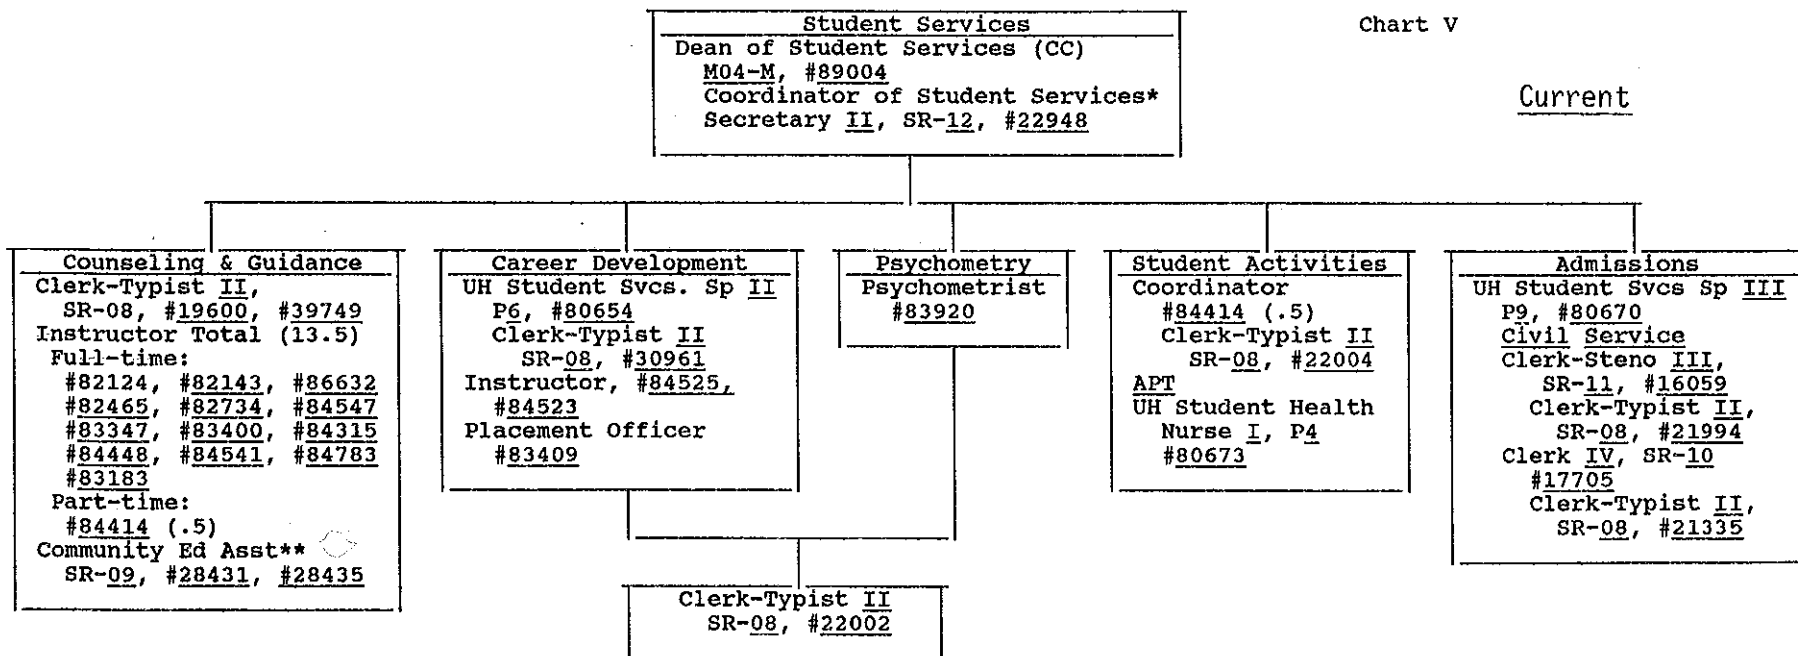 Chart V
Current
Student Services
Dean of Student Services (CC)
M04-M, #89004
Coordinator of Student Services*
Secretary II, SR-12, #22948
Counseling & Guidance
Clerk-Typist II,
SR-08, #19600, #39749
Instructor Total (13.5)
Full-time:
#82124, #82143, #86632
#82465, #82734, #84547
#83347, #83400, #84315
#84448, #84541, #84783
#83183
Part-time:
#84414 (.5)
Community Ed Asst**
SR-09, #28431, #28435
Career Development
UH Student Svcs. Sp II
P6, #80654
Clerk-Typist II
SR-08, #30961
Instructor, #84525,
#84523
Placement Officer
#83409
Psychometry
Psychometrist
#83920
Student Activities
Coordinator
#84414 (.5)
Clerk-Typist II
SR-08, #22004
APT
UH Student Health
Nurse I, P4
#80673
Admissions
UH Student Svcs Sp III
P9, #80670
Civil Service
Clerk-Steno III,
SR-11, #16059
Clerk-Typist II,
SR-08, #21994
Clerk IV, SR-10
#17705
Clerk-Typist II,
SR-08, #21335
Clerk-Typist II
SR-08, #22002